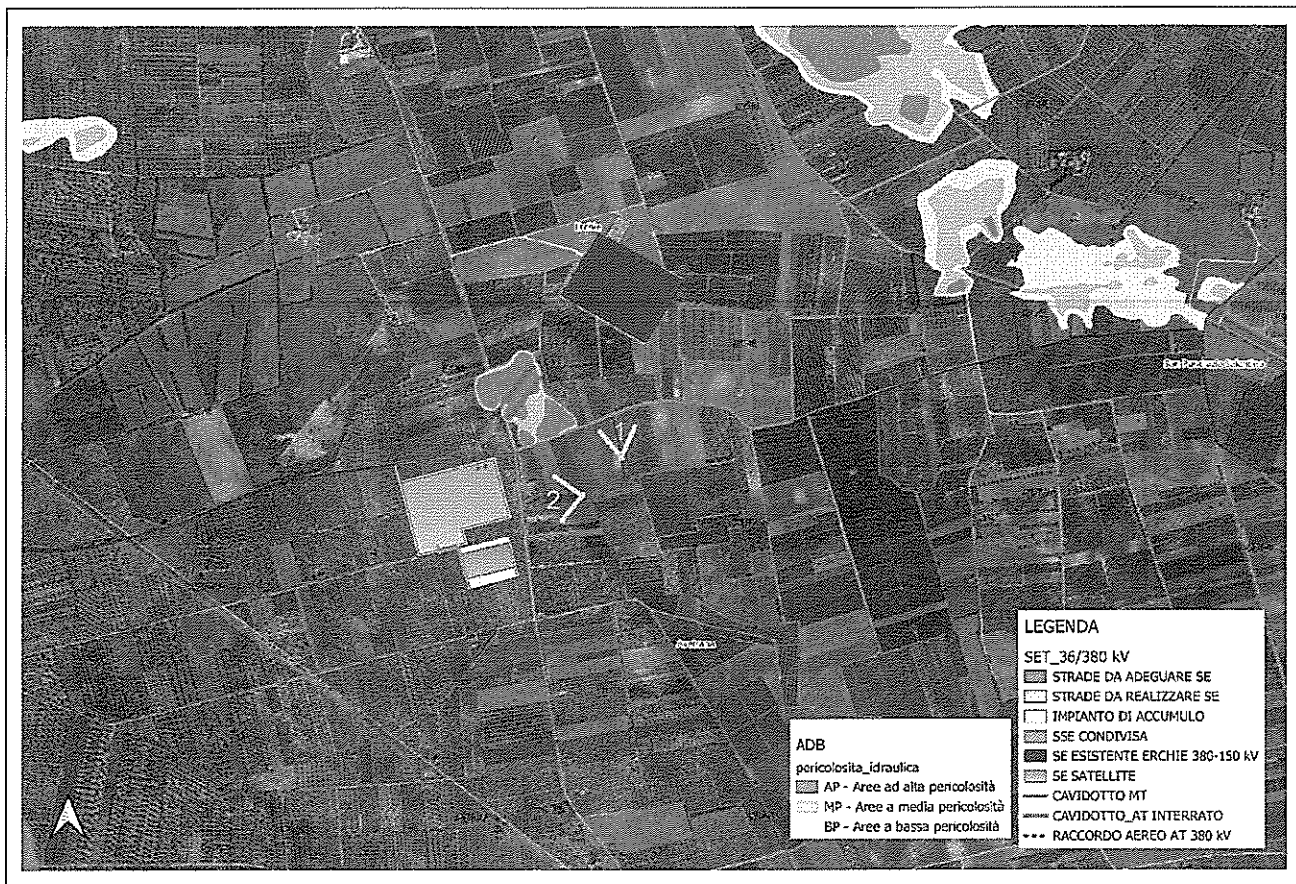 Erchie
1
2
Avetrana
LEGENDA
SET_36/380 kV
STRADE DA ADEGUARE SE
STRADE DA REALIZZARE SE
IMPIANTO DI ACCUMULO
SSE CONDIVISA
SE ESISTENTE ERCHIE 380-150 kV
SE SATELLITE
CAVIDOTTO MT
CAVIDOTTO_AT INTERRATO
RACCORDO AEREO AT 380 kV
ADB
pericolosita_idraulica
AP - Aree ad alta pericolosità
MP - Aree a media pericolosità
BP - Aree a bassa pericolosità